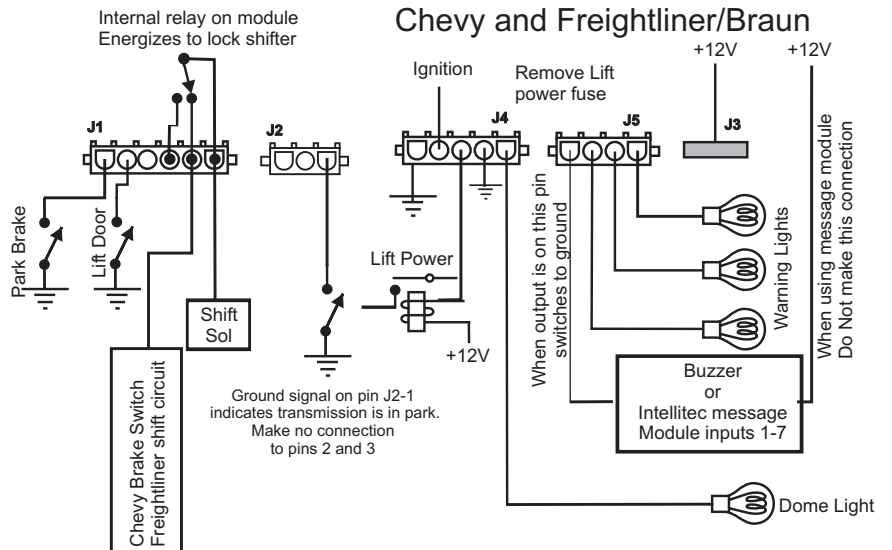 Chevy and Freightliner/Braun
Internal relay on module
Energizes to lock shifter
J1
J2
Ignition
J4
Remove Lift
power fuse
J5
+12V
J3
+12V
Park Brake
Lift Door
Shift
Sol
Chevy Brake Switch
Freightliner shift circuit
Ground signal on pin J2-1
indicates transmission is in park.
Make no connection
to pins 2 and 3
Lift Power
+12V
When output is on this pin
switches to ground
Warning Lights
When using message module
Do Not make this connection
Buzzer
or
Intellitec message
Module inputs 1-7
Dome Light